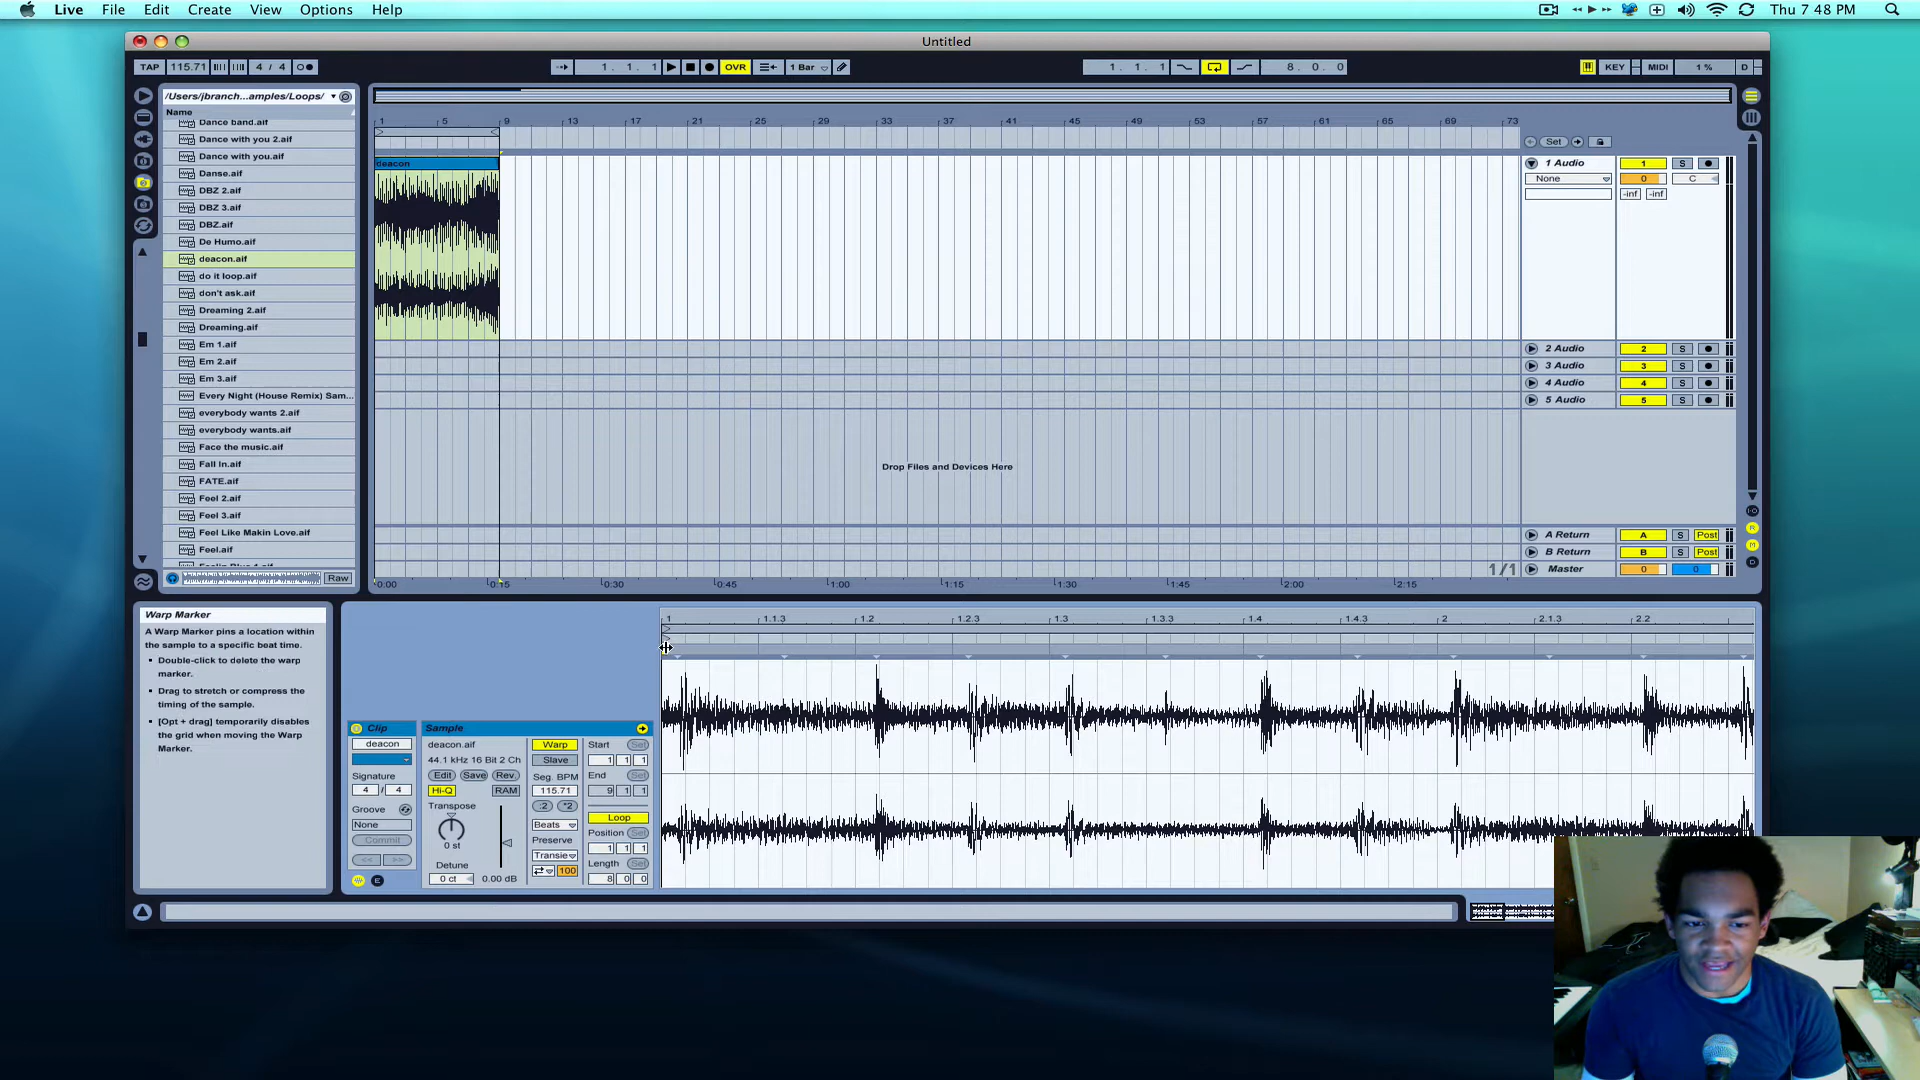 Live File Edit Create View Options Help Thu 7 48 PM
Untitled
TAP 115.71 4 / 4 1. 1. 1 OVR 1 Bar 1. 1. 1 8. 0. 0 KEY MIDI 1 % D
/Users/jbranch...amples/Loops/
Name
Dance band.aif
Dance with you 2.aif
Dance with you.aif
Danse.aif
DBZ 2.aif
DBZ 3.aif
DBZ.aif
De Humo.aif
deacon.aif
do it loop.aif
don't ask.aif
Dreaming 2.aif
Dreaming.aif
Em 1.aif
Em 2.aif
Em 3.aif
Every Night (House Remix) Sam...
everybody wants 2.aif
everybody wants.aif
Face the music.aif
Fall In.aif
FATE.aif
Feel 2.aif
Feel 3.aif
Feel Like Makin Love.aif
Feel.aif
Raw
1 5 9 13 17 21 25 29 33 37 41 45 49 53 57 61 65 69 73
Set
deacon
1 Audio 1 S
None 0 C
-inf -inf
2 Audio 2 S
3 Audio 3 S
4 Audio 4 S
5 Audio 5 S
Drop Files and Devices Here
A Return A S Post
B Return B S Post
1/1 Master 0 0
0:00 0:15 0:30 0:45 1:00 1:15 1:30 1:45 2:00 2:15
Warp Marker
A Warp Marker pins a location within
the sample to a specific beat time.
Double-click to delete the warp
marker.
Drag to stretch or compress the
timing of the sample.
[Opt + drag] temporarily disables
the grid when moving the Warp
Marker.
Clip
deacon
Signature
4 / 4
Groove
None
Commit
<< >>
E
Sample
deacon.aif
44.1 kHz 16 Bit 2 Ch
Edit Save Rev.
Hi-Q RAM
Transpose
0 st
Detune
0 ct 0.00 dB
Warp
Slave
Seg. BPM
115.71
:2 *2
Beats
Preserve
Transie
100
Start Set
1 1 1
End Set
9 1 1
Loop
Position Set
1 1 1
Length Set
8 0 0
1 1.1.3 1.2 1.2.3 1.3 1.3.3 1.4 1.4.3 2 2.1.3 2.2